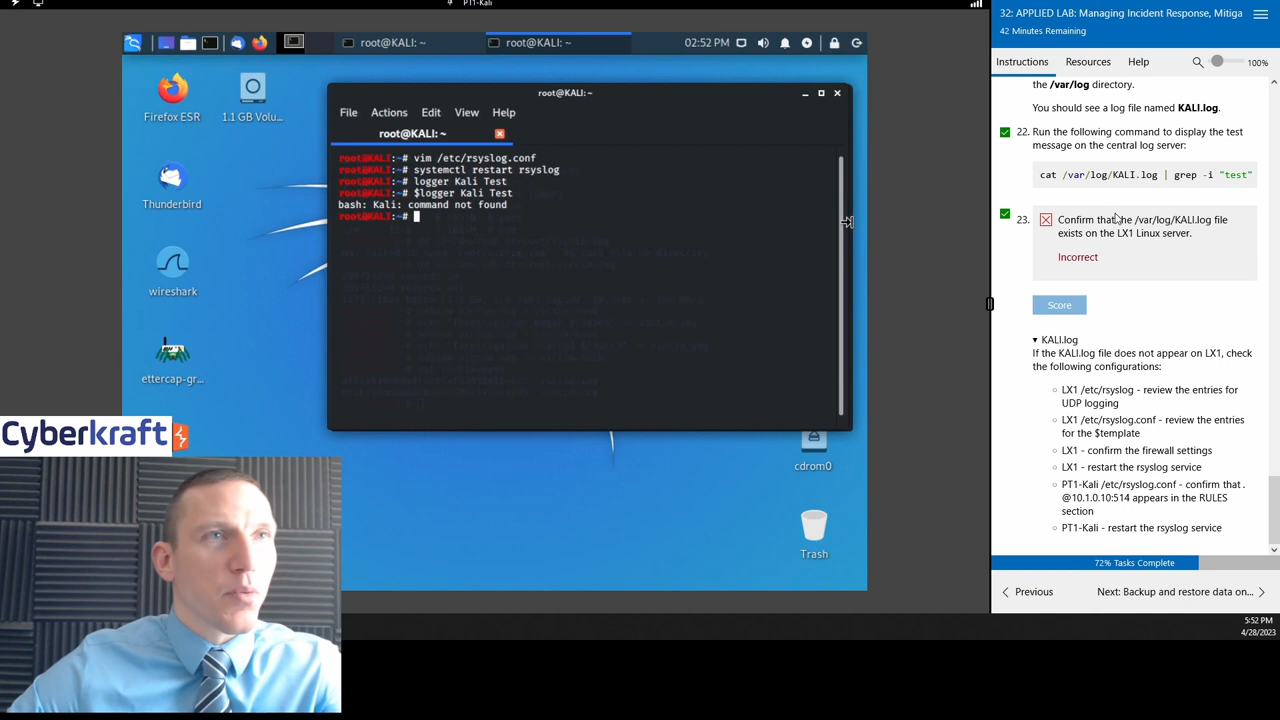 PT1-Kali
root@KALI: ~
root@KALI: ~
02:52 PM
Firefox ESR
1.1 GB Volu...
Thunderbird
wireshark
ettercap-gr...
cdrom0
Trash
root@KALI:~
File Actions Edit View Help
root@KALI: ~
root@KALI:~# vim /etc/rsyslog.conf
root@KALI:~# systemctl restart rsyslog
root@KALI:~# logger Kali Test
root@KALI:~# $logger Kali Test
bash: Kali: command not found
root@KALI:~#
Cyberkraft
32: APPLIED LAB: Managing Incident Response, Mitiga
42 Minutes Remaining
Instructions Resources Help 100%
the /var/log directory.
You should see a log file named KALI.log.
22. Run the following command to display the test
message on the central log server:
cat /var/log/KALI.log | grep -i "test"
23. Confirm that the /var/log/KALI.log file
exists on the LX1 Linux server.
Incorrect
Score
KALI.log
If the KALI.log file does not appear on LX1, check
the following configurations:
LX1 /etc/rsyslog - review the entries for
UDP logging
LX1 /etc/rsyslog.conf - review the entries
for the $template
LX1 - confirm the firewall settings
LX1 - restart the rsyslog service
PT1-Kali /etc/rsyslog.conf - confirm that .
@10.1.0.10:514 appears in the RULES
section
PT1-Kali - restart the rsyslog service
72% Tasks Complete
Previous Next: Backup and restore data on...
5:52 PM
4/28/2023